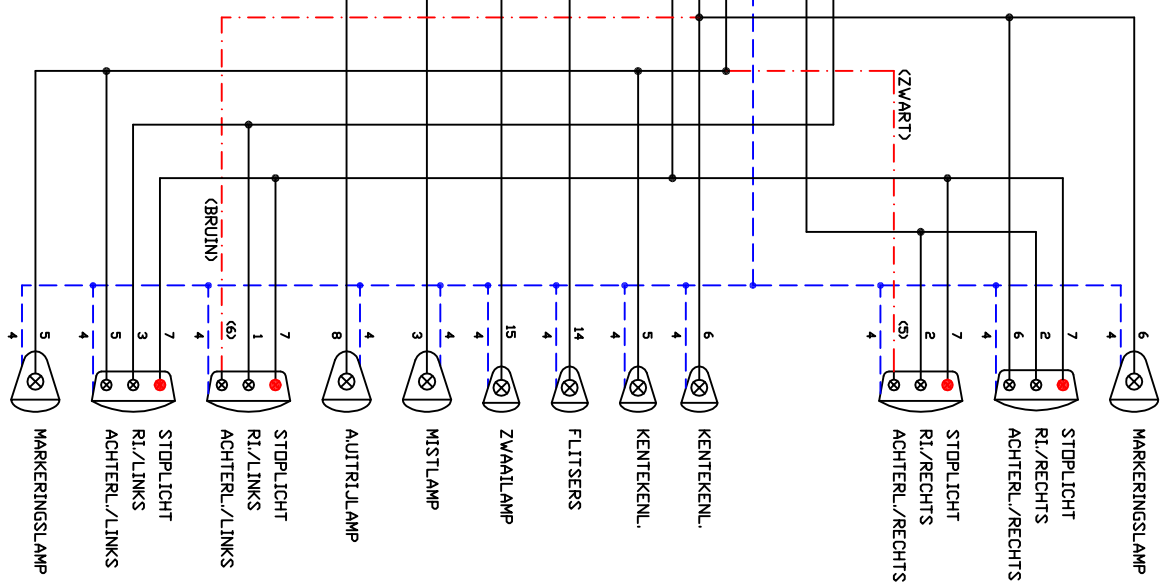 (ZWART)
(BRUIN)
4
5
4
5
3
7
4
(6)
1
7
8
4
3
4
4
15
4
14
4
5
4
6
4
(5)
2
7
4
6
2
7
4
6
MARKERINGSLAMP
ACHTERL./LINKS
RI./LINKS
STOPLICHT
ACHTERL./LINKS
RI./LINKS
STOPLICHT
A.UITRIJLAMP
MISTLAMP
ZWAAILAMP
FLITSERS
KENTEKENL.
KENTEKENL.
ACHTERL./RECHTS
RI./RECHTS
STOPLICHT
ACHTERL./RECHTS
RI./RECHTS
STOPLICHT
MARKERINGSLAMP